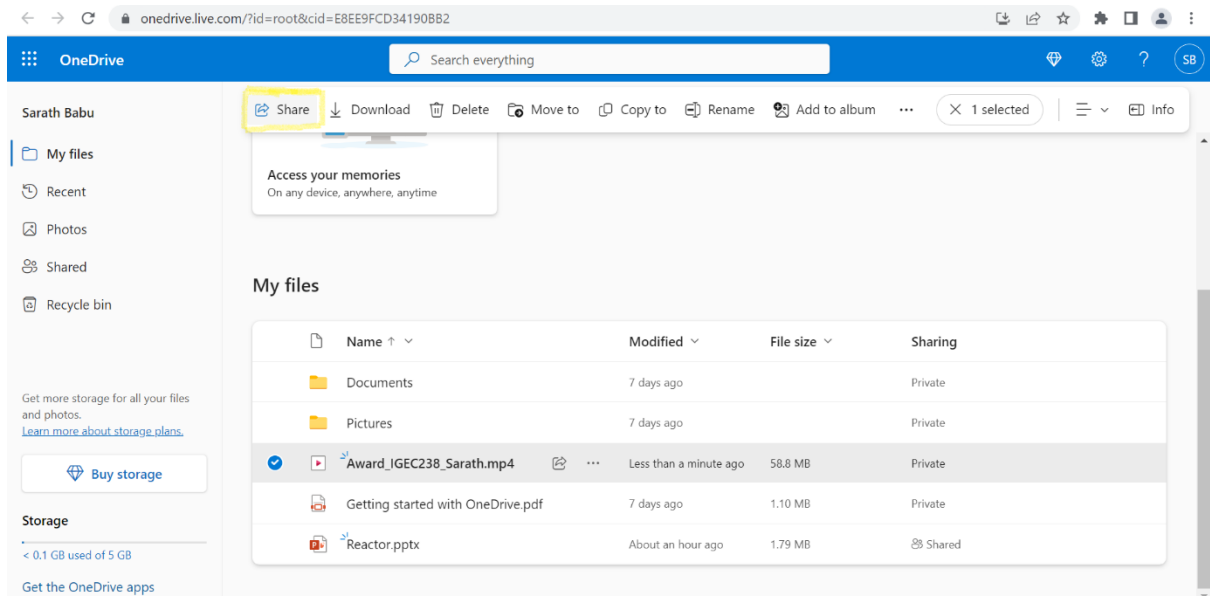 onedrive.live.com/?id=root&cid=E8EE9FCD34190BB2
OneDrive
Search everything
SB
Sarath Babu
My files
Recent
Photos
Shared
Recycle bin
Get more storage for all your files
and photos.
Learn more about storage plans.
Buy storage
Storage
< 0.1 GB used of 5 GB
Get the OneDrive apps
Share Download Delete Move to Copy to Rename Add to album ··· 1 selected Info
Access your memories
On any device, anywhere, anytime
My files
Name Modified File size Sharing
Documents 7 days ago Private
Pictures 7 days ago Private
Award_IGEC238_Sarath.mp4 ··· Less than a minute ago 58.8 MB Private
Getting started with OneDrive.pdf 7 days ago 1.10 MB Private
Reactor.pptx About an hour ago 1.79 MB Shared